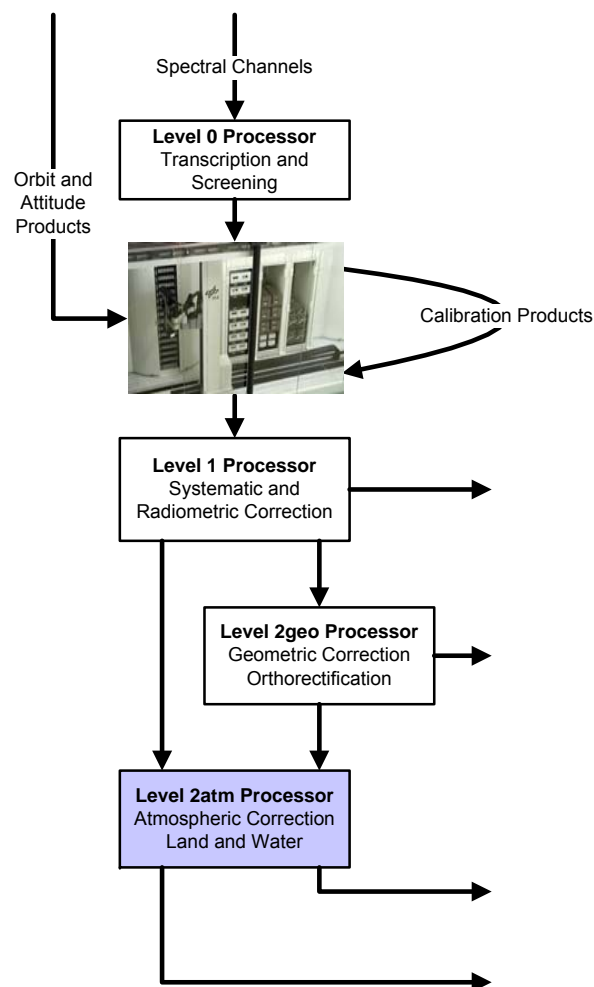 Spectral Channels
Level 0 Processor
Transcription and
Screening
Orbit and
Attitude
Products
Calibration Products
Level 1 Processor
Systematic and
Radiometric Correction
Level 2geo Processor
Geometric Correction
Orthorectification
Level 2atm Processor
Atmospheric Correction
Land and Water